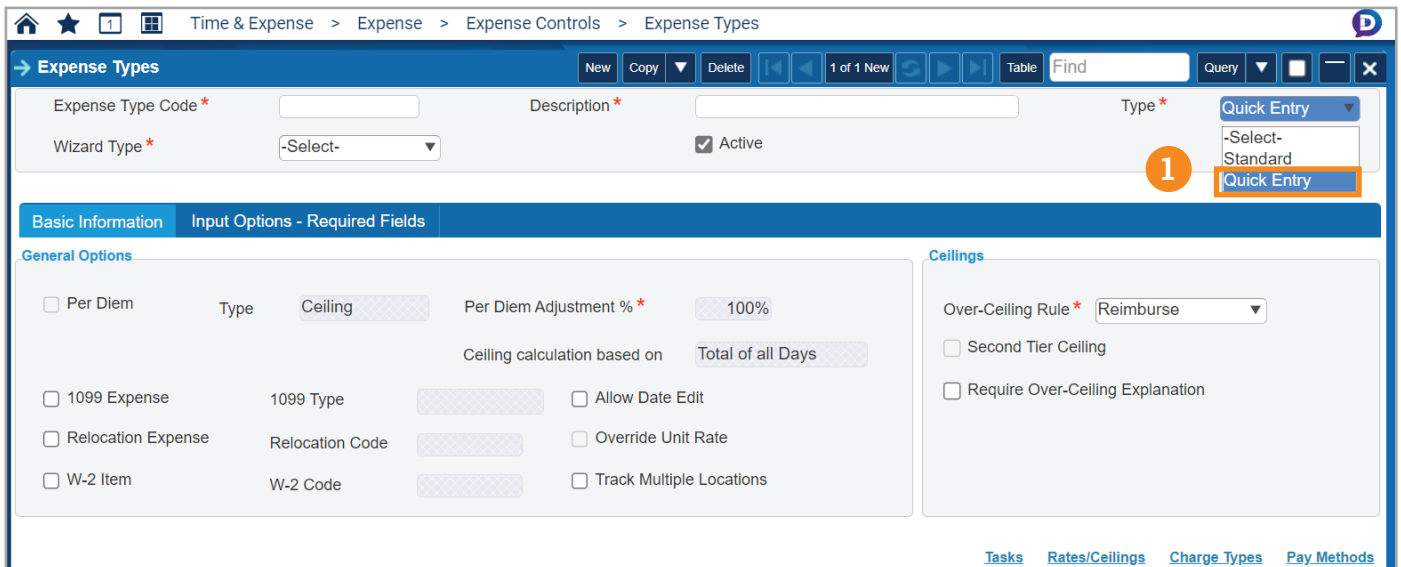 1 Time & Expense > Expense > Expense Controls > Expense Types D
Expense Types New Copy Delete 1 of 1 New Table Find Query
Expense Type Code * Description * Type * Quick Entry
Wizard Type * -Select- Active -Select-
Standard
1 Quick Entry
Basic Information Input Options - Required Fields
General Options Ceilings
Per Diem Type Ceiling Per Diem Adjustment % * 100% Over-Ceiling Rule * Reimburse
Ceiling calculation based on Total of all Days Second Tier Ceiling
1099 Expense 1099 Type Allow Date Edit Require Over-Ceiling Explanation
Relocation Expense Relocation Code Override Unit Rate
W-2 Item W-2 Code Track Multiple Locations
Tasks Rates/Ceilings Charge Types Pay Methods